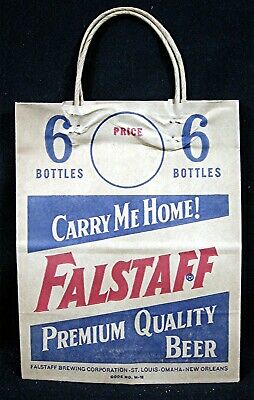 PRICE
6 6
BOTTLES BOTTLES
CARRY ME HOME!
FALSTAFF®
PREMIUM QUALITY
BEER
FALSTAFF BREWING CORPORATION-ST. LOUIS-OMAHA-NEW ORLEANS